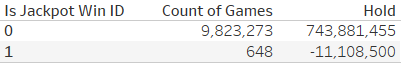 Is Jackpot Win ID Count of Games Hold
0 9,823,273 743,881,455
1 648 -11,108,500